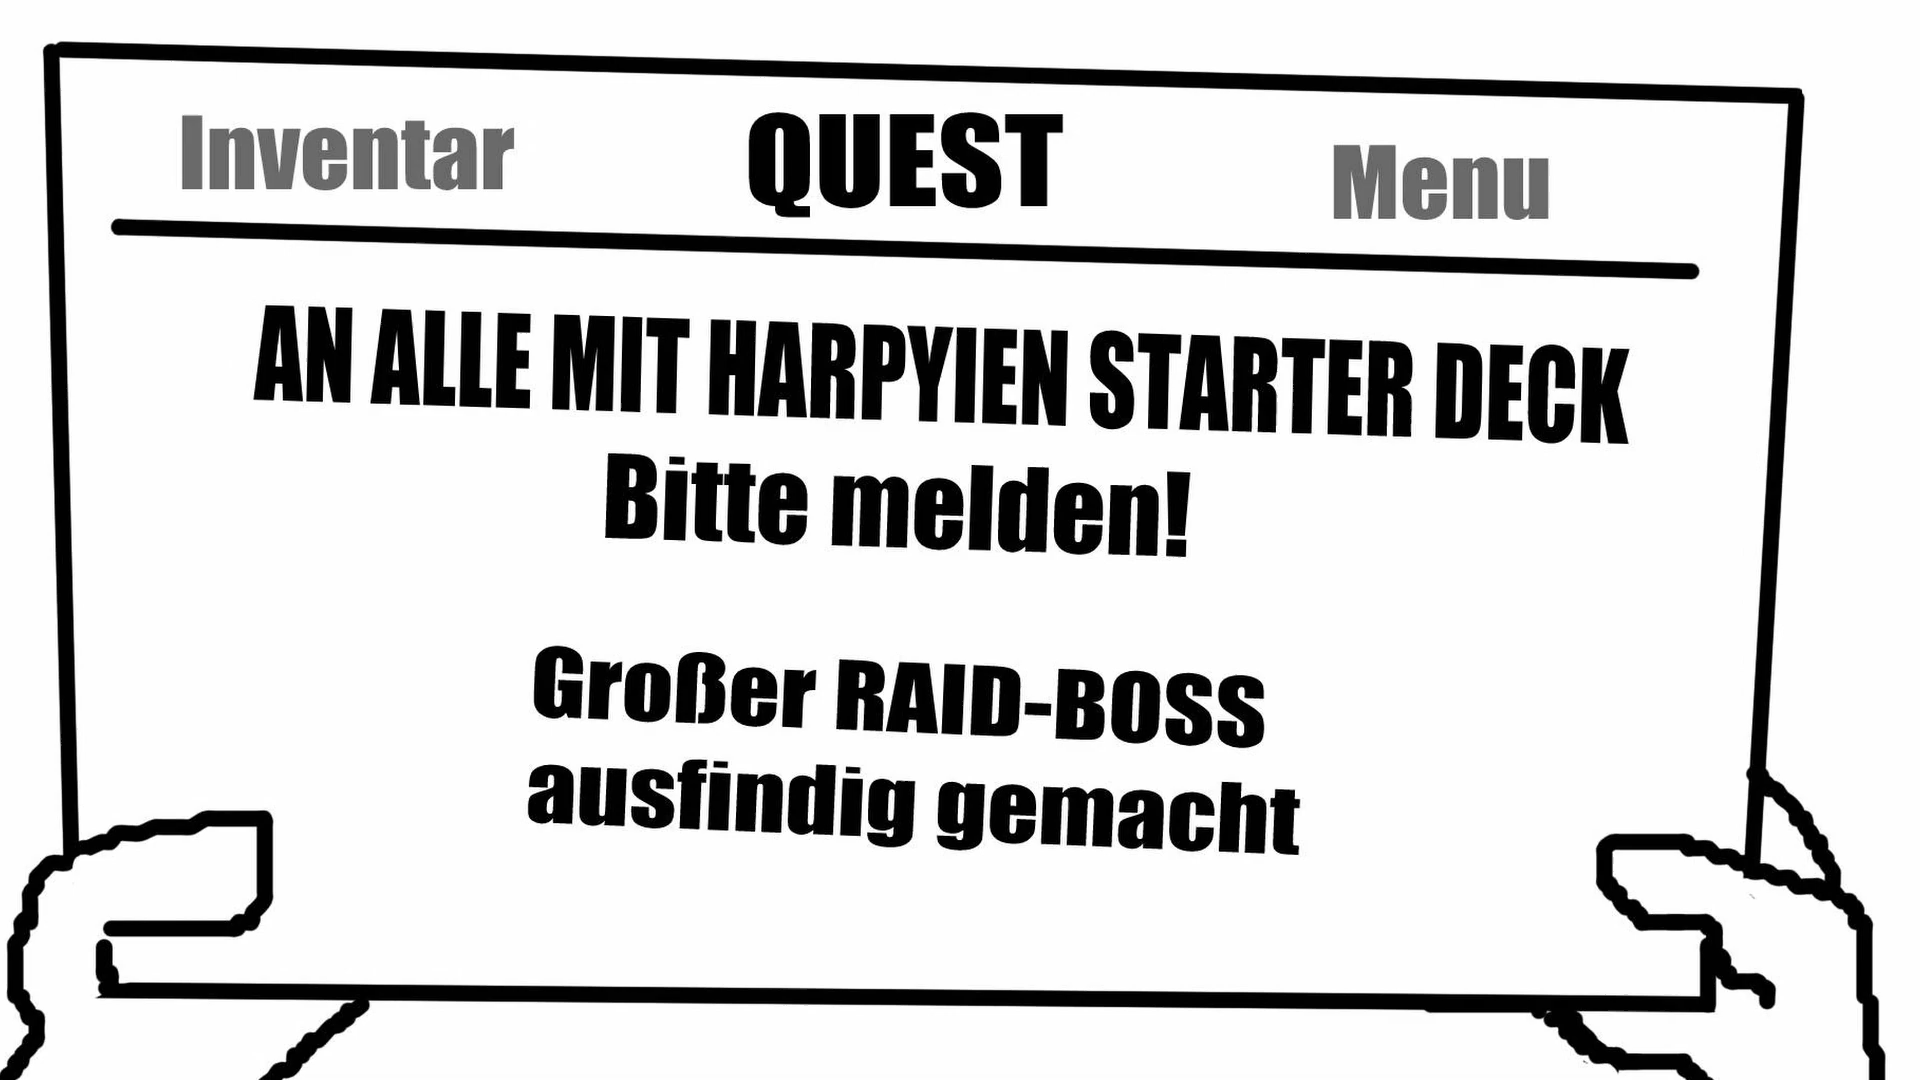 Inventar QUEST Menu
AN ALLE MIT HARPYIEN STARTER DECK
Bitte melden!
Großer RAID-BOSS
ausfindig gemacht